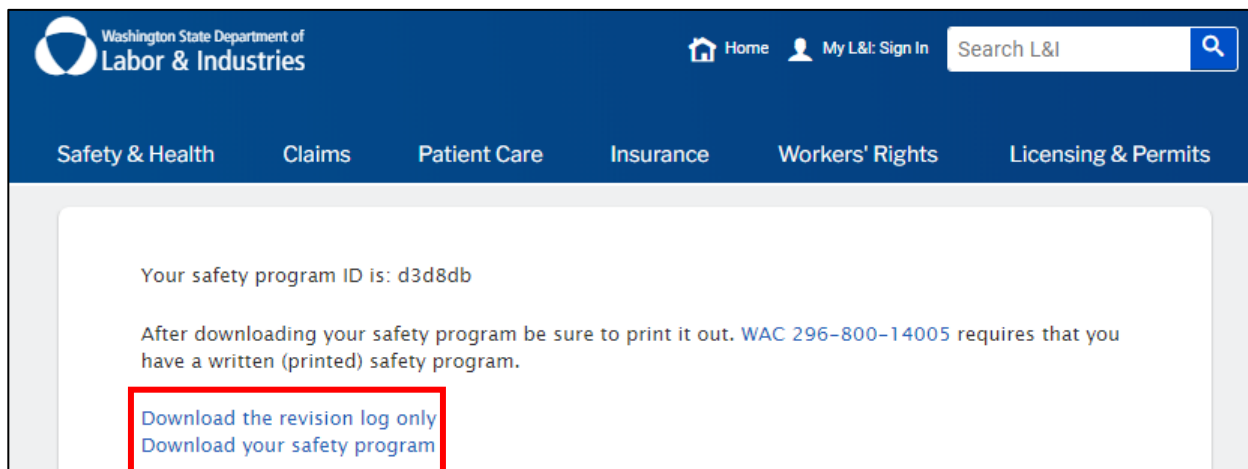 Washington State Department of
Labor & Industries
Home My L&I: Sign In Search L&I
Safety & Health Claims Patient Care Insurance Workers' Rights Licensing & Permits
Your safety program ID is: d3d8db
After downloading your safety program be sure to print it out. WAC 296-800-14005 requires that you
have a written (printed) safety program.
Download the revision log only
Download your safety program